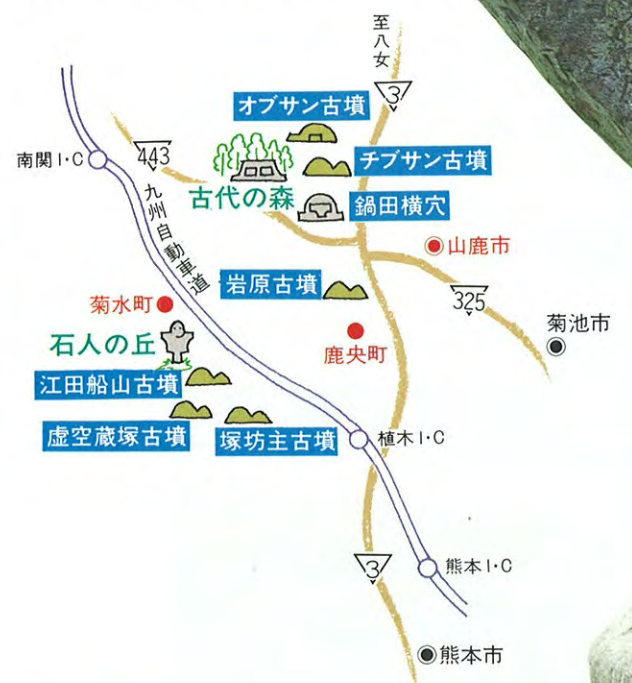 至八女
3
オブサン古墳
443
チブサン古墳
南関I・C
古代の森
鍋田横穴
九州自動車道
山鹿市
岩原古墳
325
菊水町
菊池市
石人の丘
鹿央町
江田船山古墳
虚空蔵塚古墳
塚坊主古墳
植木I・C
3
熊本I・C
熊本市